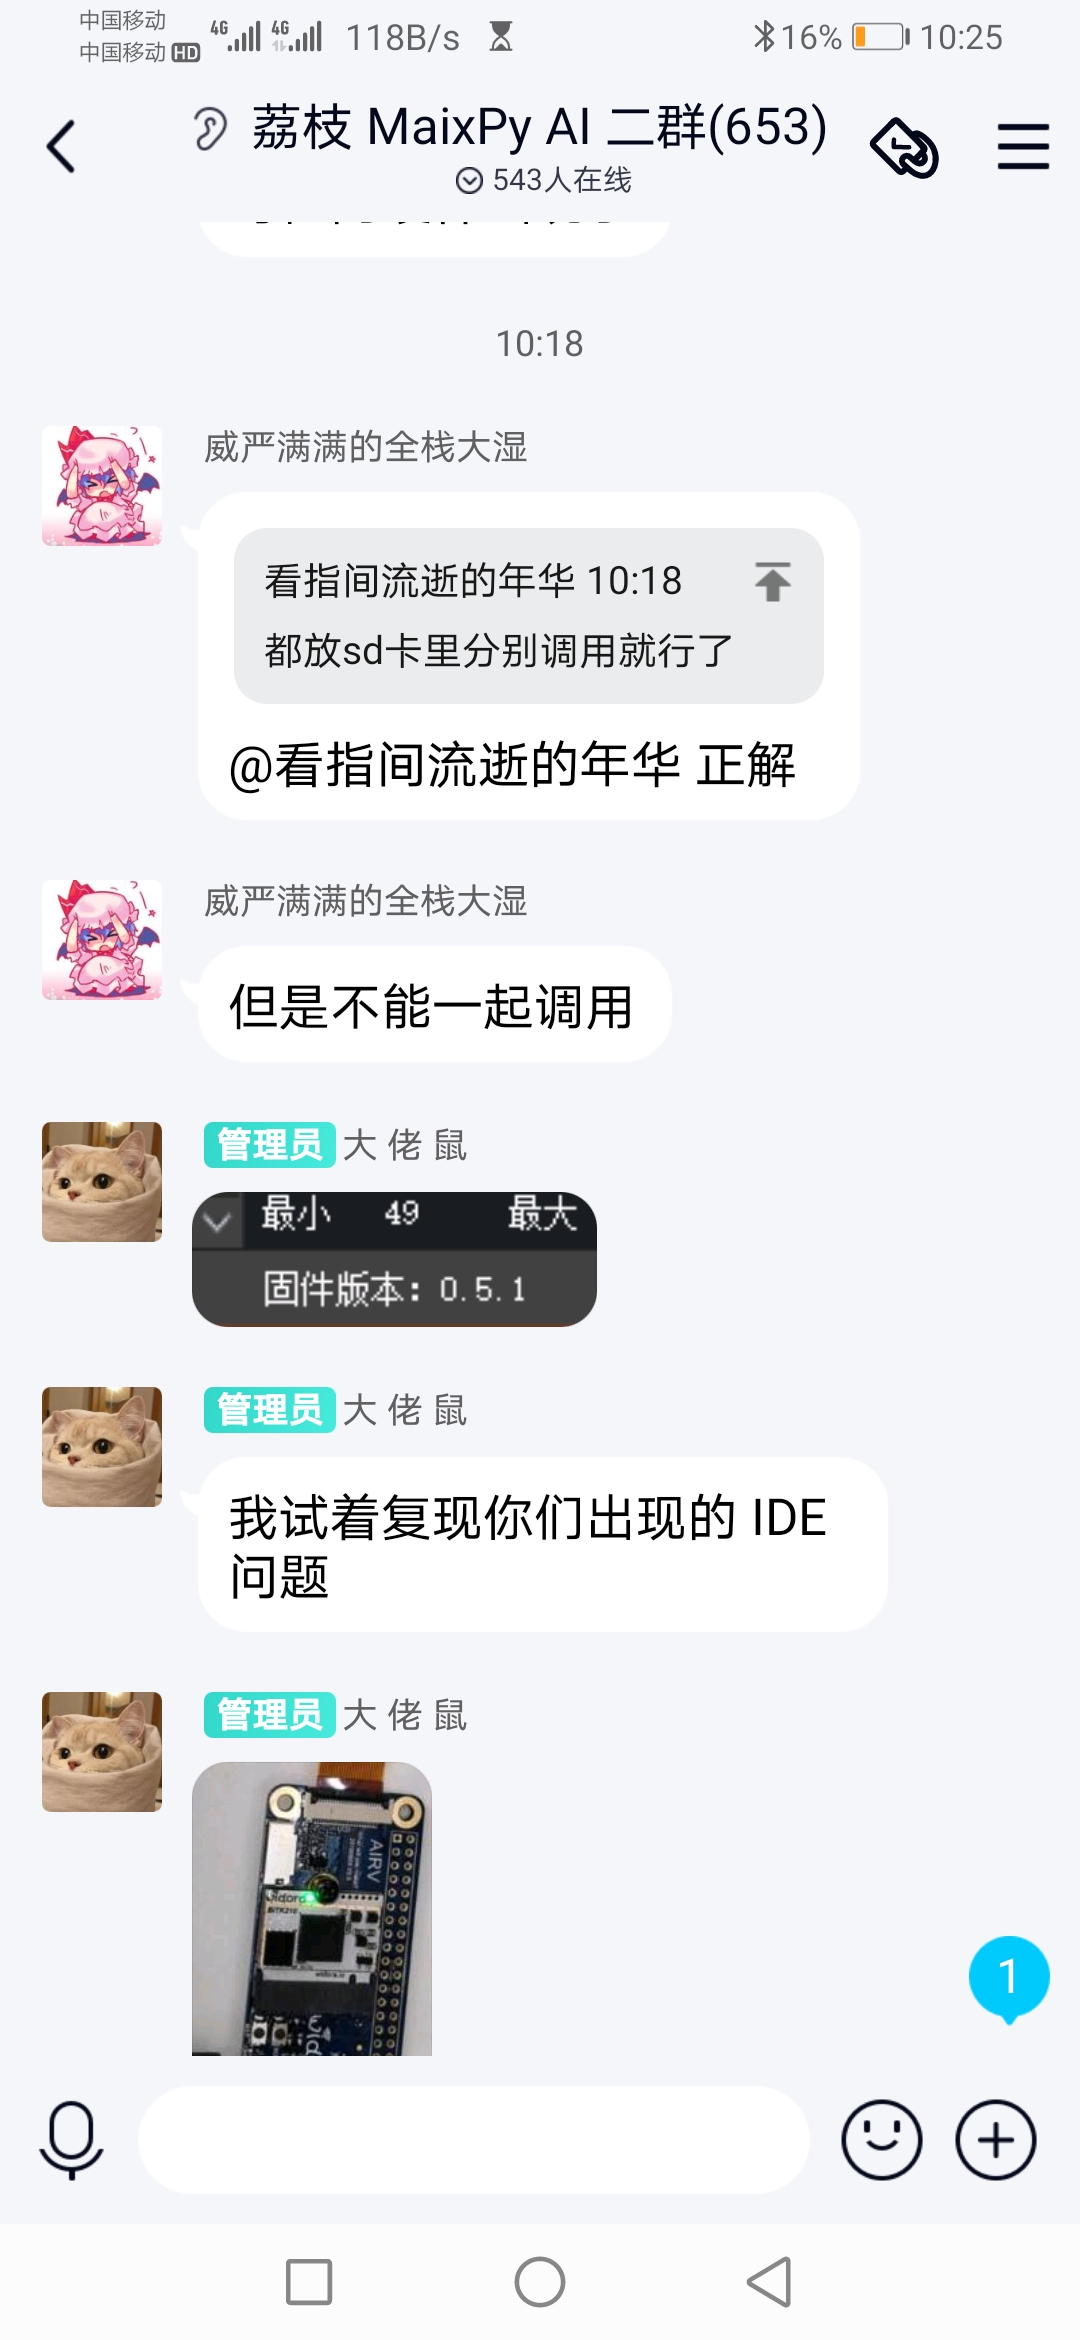 中国移动
中国移动 HD 4G 4G 118B/s 16% 10:25
荔枝 MaixPy AI 二群(653)
543人在线
10:18
威严满满的全栈大湿
看指间流逝的年华 10:18
都放sd卡里分别调用就行了
@看指间流逝的年华 正解
威严满满的全栈大湿
但是不能一起调用
管理员 大 佬 鼠
最小 49 最大
固件版本: 0.5.1
管理员 大 佬 鼠
我试着复现你们出现的 IDE
问题
管理员 大 佬 鼠
AIRV
1